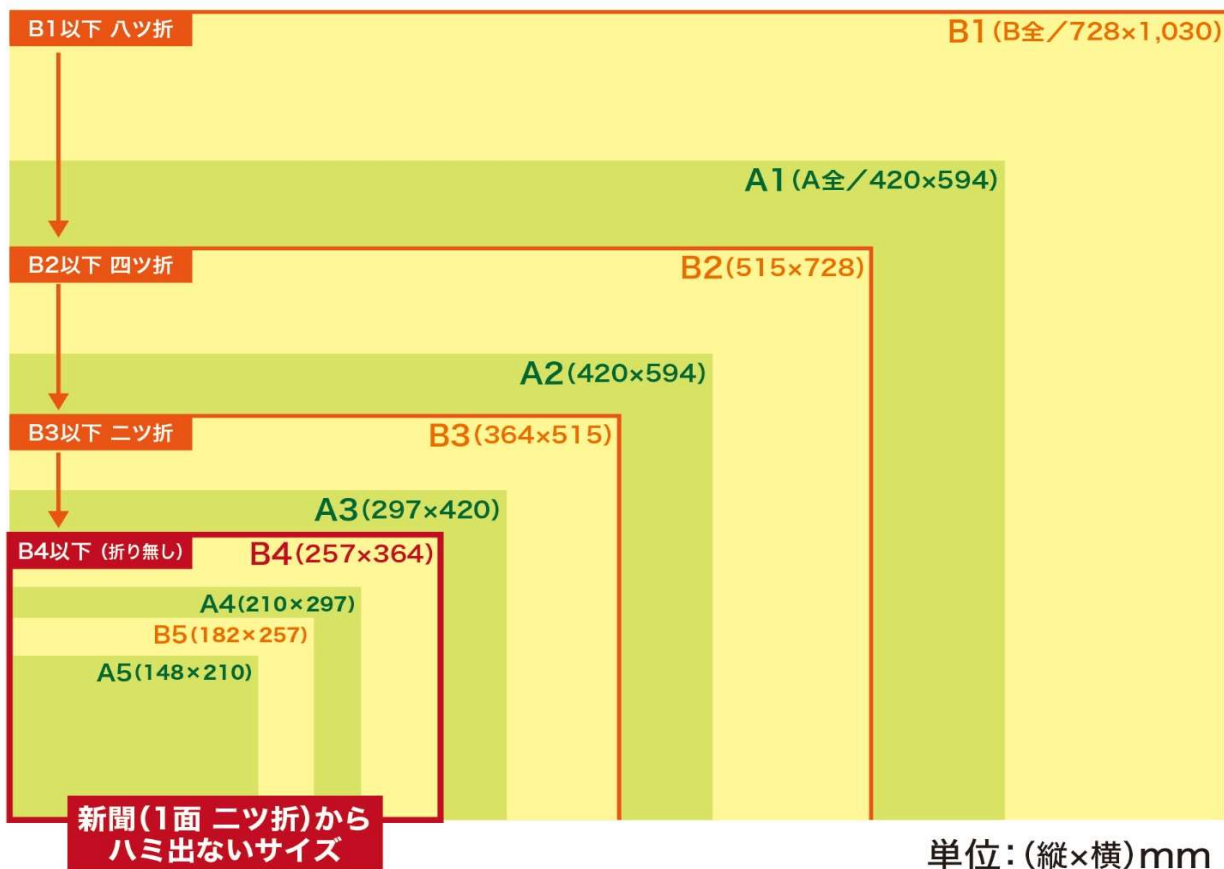 B1以下 八ツ折
B1(B全／728×1,030)
A1(A全／420×594)
B2以下 四ツ折
B2(515×728)
A2(420×594)
B3以下 二ツ折
B3(364×515)
A3(297×420)
B4以下 (折り無し)
B4(257×364)
A4(210×297)
B5(182×257)
A5(148×210)
新聞(1面 二ツ折)から
ハミ出ないサイズ
単位：(縦×横)mm